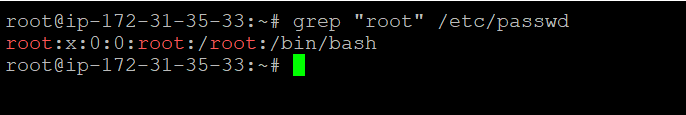 root@ip-172-31-35-33:~# grep "root" /etc/passwd
root:x:0:0:root:/root:/bin/bash
root@ip-172-31-35-33:~#